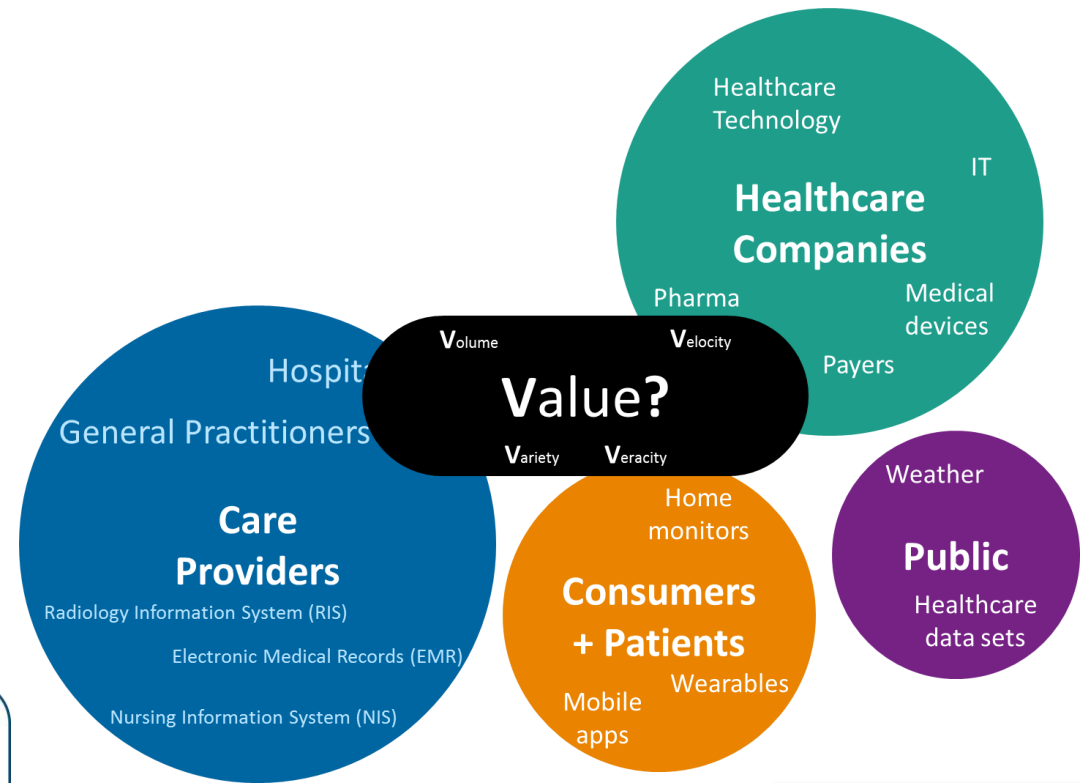 Healthcare
Technology
IT
Healthcare
Companies
Pharma
Medical
devices
Payers
Volume
Velocity
Value?
Variety
Veracity
General Practitioners
Care
Providers
Radiology Information System (RIS)
Electronic Medical Records (EMR)
Nursing Information System (NIS)
Home
monitors
Consumers
+ Patients
Wearables
Mobile
apps
Weather
Public
Healthcare
data sets